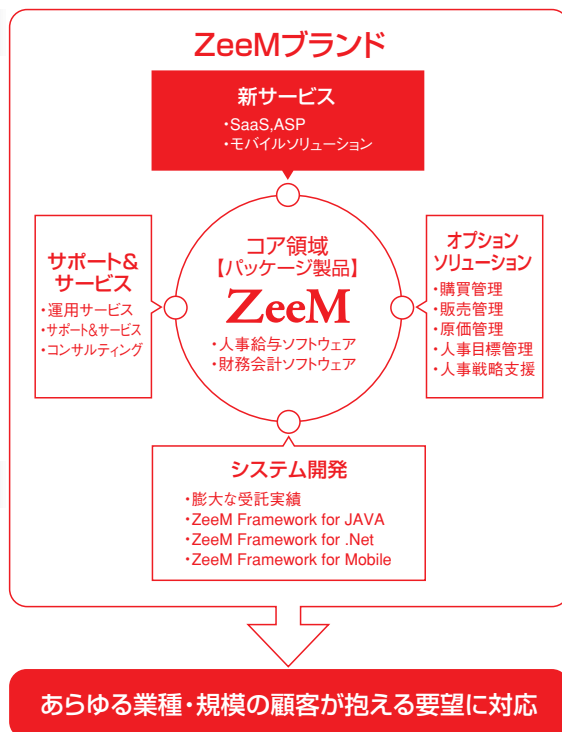 ZeeMブランド
新サービス
・SaaS,ASP
・モバイルソリューション
サポート&
サービス
・運用サービス
・サポート&サービス
・コンサルティング
コア領域
【パッケージ製品】
ZeeM
・人事給与ソフトウェア
・財務会計ソフトウェア
オプション
ソリューション
・購買管理
・販売管理
・原価管理
・人事目標管理
・人事戦略支援
システム開発
・膨大な受託実績
・ZeeM Framework for JAVA
・ZeeM Framework for .Net
・ZeeM Framework for Mobile
あらゆる業種・規模の顧客が抱える要望に対応